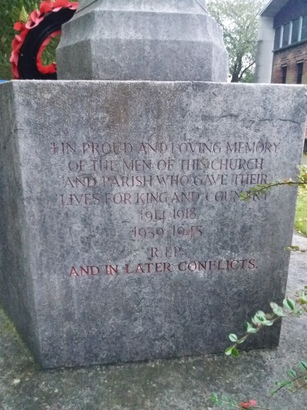 IN PROUD AND LOVING MEMORY
OF THE MEN OF THIS CHURCH
AND PARISH WHO GAVE THEIR
LIVES FOR KING AND COUNTRY
1914 1918
1939 1945
R.I.P.
AND IN LATER CONFLICTS.